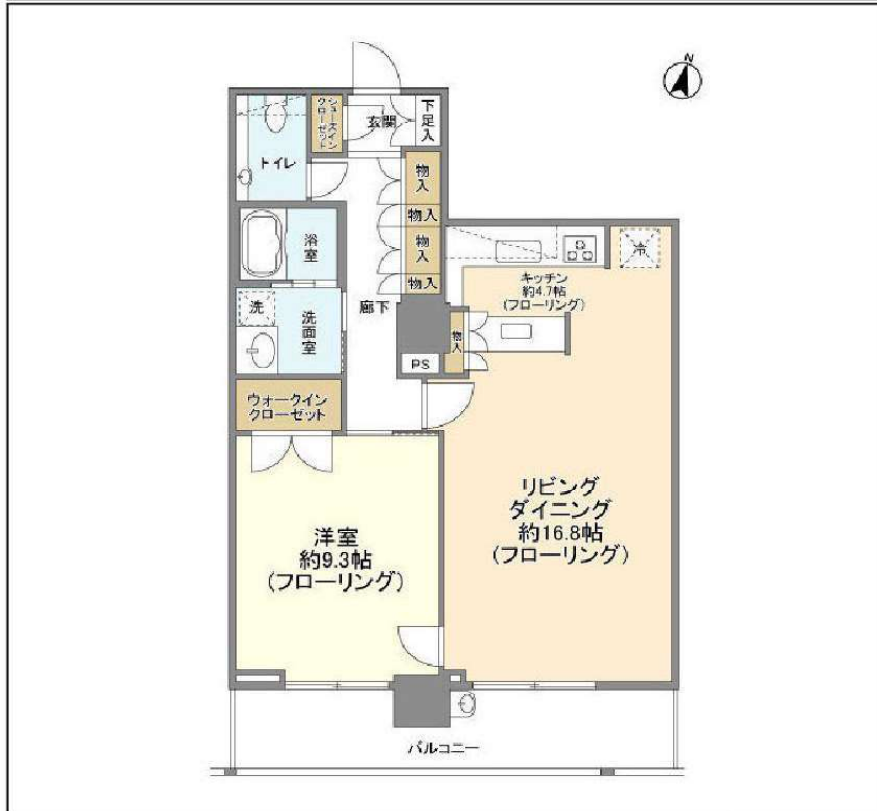 N
シューズイン
クローゼット
玄関
下足入
トイレ
物入
物入
物入
物入
浴室
洗
洗面室
廊下
冷
キッチン
約4.7帖
(フローリング)
物入
PS
ウォークイン
クローゼット
リビング
ダイニング
約16.8帖
(フローリング)
洋室
約9.3帖
(フローリング)
バルコニー